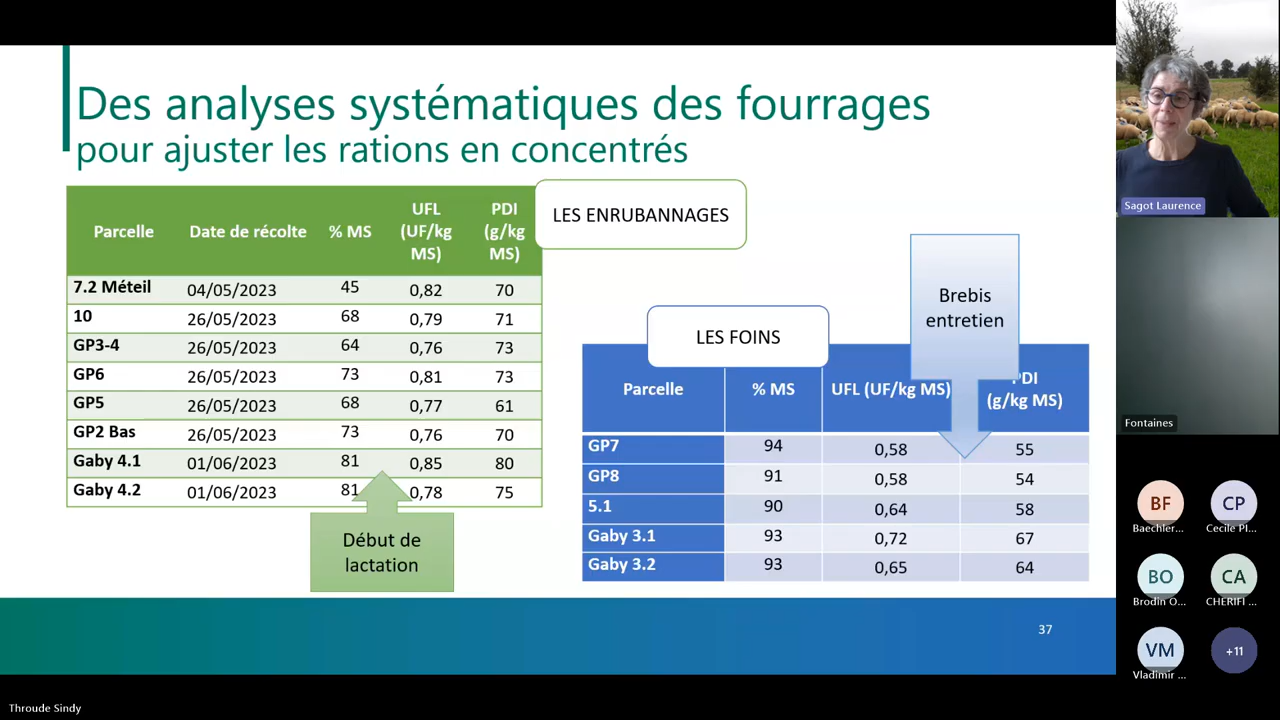 Des analyses systématiques des fourrages
pour ajuster les rations en concentrés
LES ENRUBANNAGES
Parcelle Date de récolte % MS UFL (UF/kg MS) PDI (g/kg MS)
7.2 Méteil 04/05/2023 45 0,82 70
10 26/05/2023 68 0,79 71
GP3-4 26/05/2023 64 0,76 73
GP6 26/05/2023 73 0,81 73
GP5 26/05/2023 68 0,77 61
GP2 Bas 26/05/2023 73 0,76 70
Gaby 4.1 01/06/2023 81 0,85 80
Gaby 4.2 01/06/2023 81 0,78 75
Début de
lactation
Brebis
entretien
LES FOINS
Parcelle % MS UFL (UF/kg MS) PDI (g/kg MS)
GP7 94 0,58 55
GP8 91 0,58 54
5.1 90 0,64 58
Gaby 3.1 93 0,72 67
Gaby 3.2 93 0,65 64
37
Sagot Laurence
Fontaines
BF CP
Baechler... Cecile Pl...
BO CA
Brodin O... CHERIFI ...
VM +11
Vladimir ...
Throude Sindy